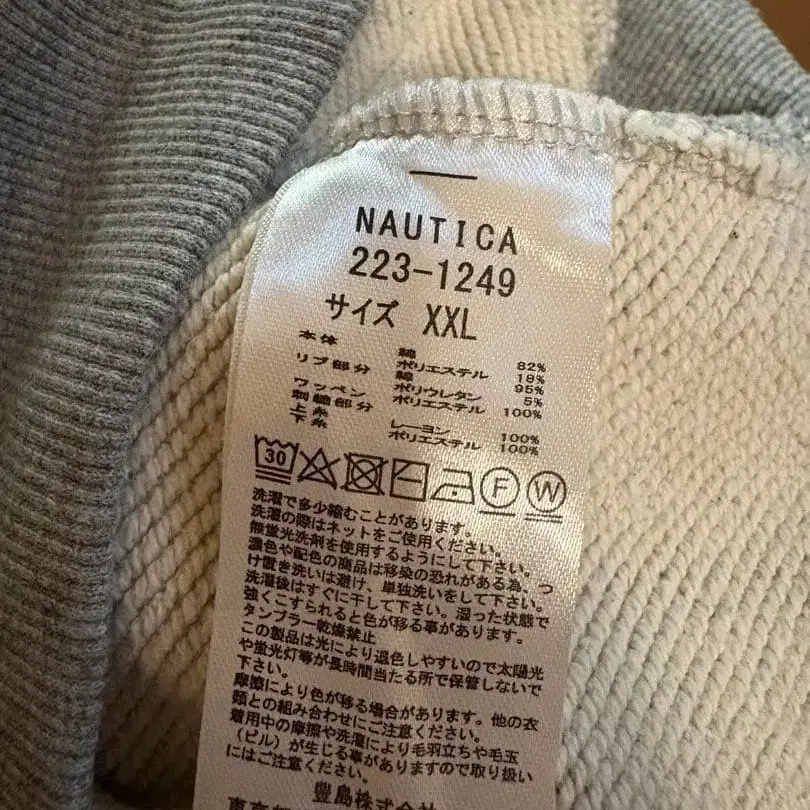 NAUTICA
223-1249
サイズ XXL
本体 綿 82%
ポリエステル 18%
リブ部分 綿 95%
ポリウレタン 5%
ワッペン ポリエステル 100%
刺繍部分
上糸 レーヨン 100%
下糸 ポリエステル 100%
30
F W
洗濯で多少縮むことがあります。
洗濯の際はネットをご使用ください。
無蛍光洗剤を使用するようにして下さい。
濃色や配色の商品は移染の恐れがある為、つ
け置き洗いは避け、単独洗いをして下さい。
洗濯後はすぐに干して下さい。湿った状態で
強くこすられると色が移る事があります。
タンブラー乾燥禁止
この製品は光により退色しやすいので太陽光
や蛍光灯等が長時間当たる所で保管しないで
下さい。
摩擦により色が移る場合があります。他の衣
類との組み合わせにご注意ください。
着用中の摩擦や洗濯により毛羽立ちや毛玉
(ピル)が生じる事がありますので取り扱い
にはご注意ください。
豊島株式会社